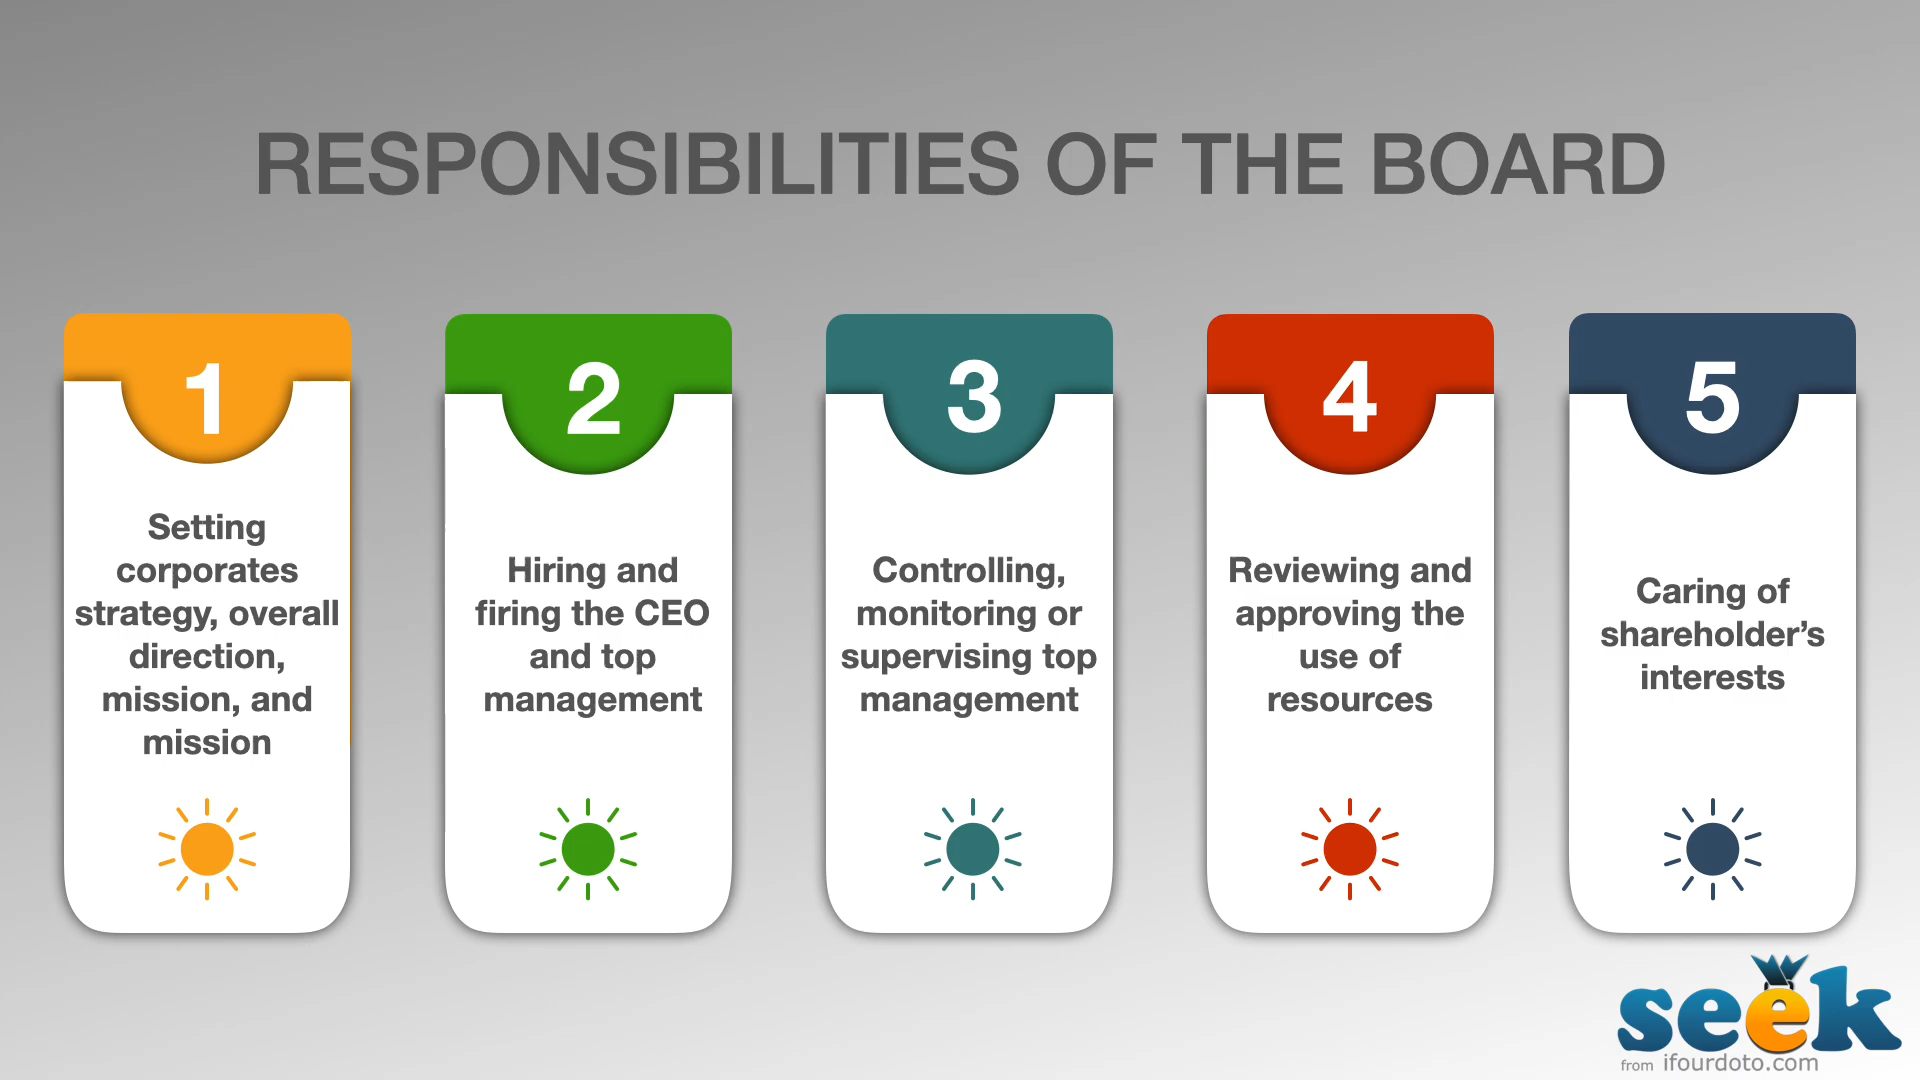 RESPONSIBILITIES OF THE BOARD
1
Setting
corporates
strategy, overall
direction,
mission, and
mission
2
Hiring and
firing the CEO
and top
management
3
Controlling,
monitoring or
supervising top
management
4
Reviewing and
approving the
use of
resources
5
Caring of
shareholder’s
interests
seek
from ifourdoto.com